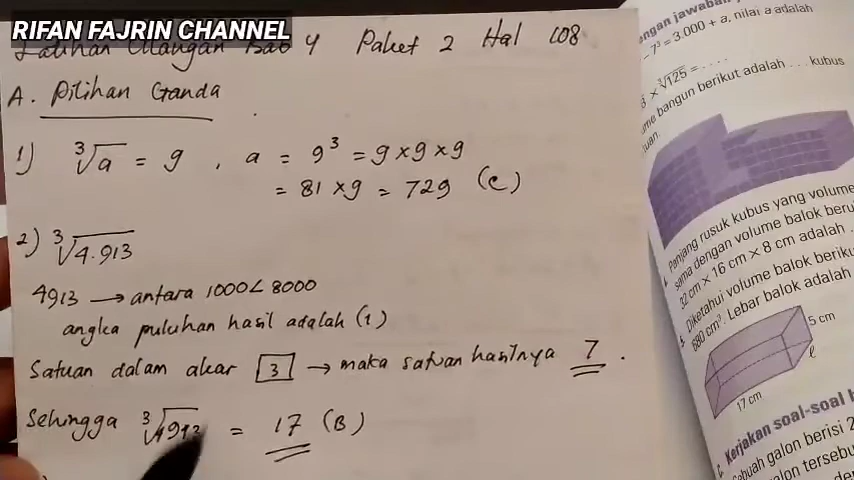 RIFAN FAJRIN CHANNEL
Latihan Ulangan Bab 4 Paket 2 Hal 108
A. Pilihan Ganda
1) ∛a = 9 , a = 9³ = 9 × 9 × 9
= 81 × 9 = 729 (C)
2) ∛4.913
4913 → antara 1000 < 8000
angka puluhan hasil adalah (1)
Satuan dalam akar 3 → maka satuan hasilnya 7 .
Sehingga ∛4913 = 17 (B)
ngan jawaban
- 7³ = 3.000 + a, nilai a adalah
× ∛125 = ....
me bangun berikut adalah ... kubus
uan.
Panjang rusuk kubus yang volume
sama dengan volume balok beru
32 cm × 16 cm × 8 cm adalah .
Diketahui volume balok beriku
680 cm³. Lebar balok adalah
5 cm
ℓ
17 cm
C. Kerjakan soal-soal b
Sebuah galon berisi 2
alon tersebu